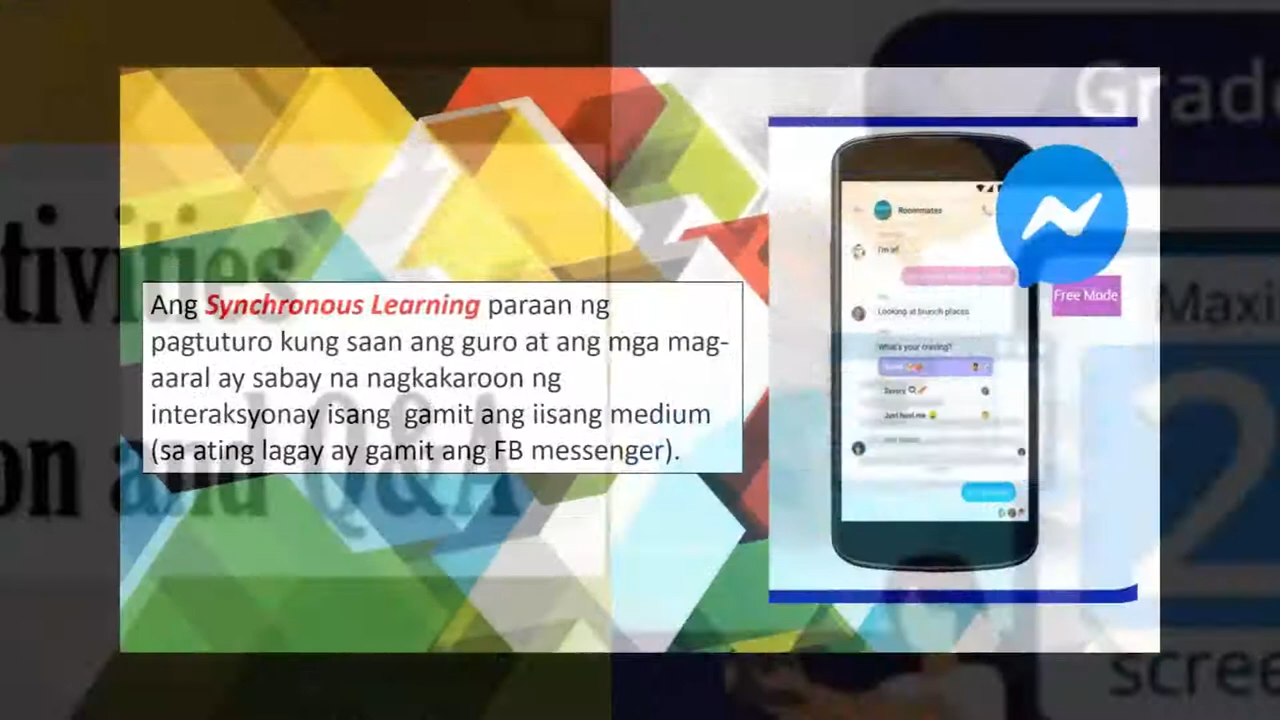 Grad
tivities
on and Q&A
Maxi
2
scree
Ang Synchronous Learning paraan ng
pagtuturo kung saan ang guro at ang mga mag-
aaral ay sabay na nagkakaroon ng
interaksyonay isang gamit ang iisang medium
(sa ating lagay ay gamit ang FB messenger).
Roommates
I'm in!
Looking at brunch places
What's your craving?
Savory
Just feed me
Free Mode